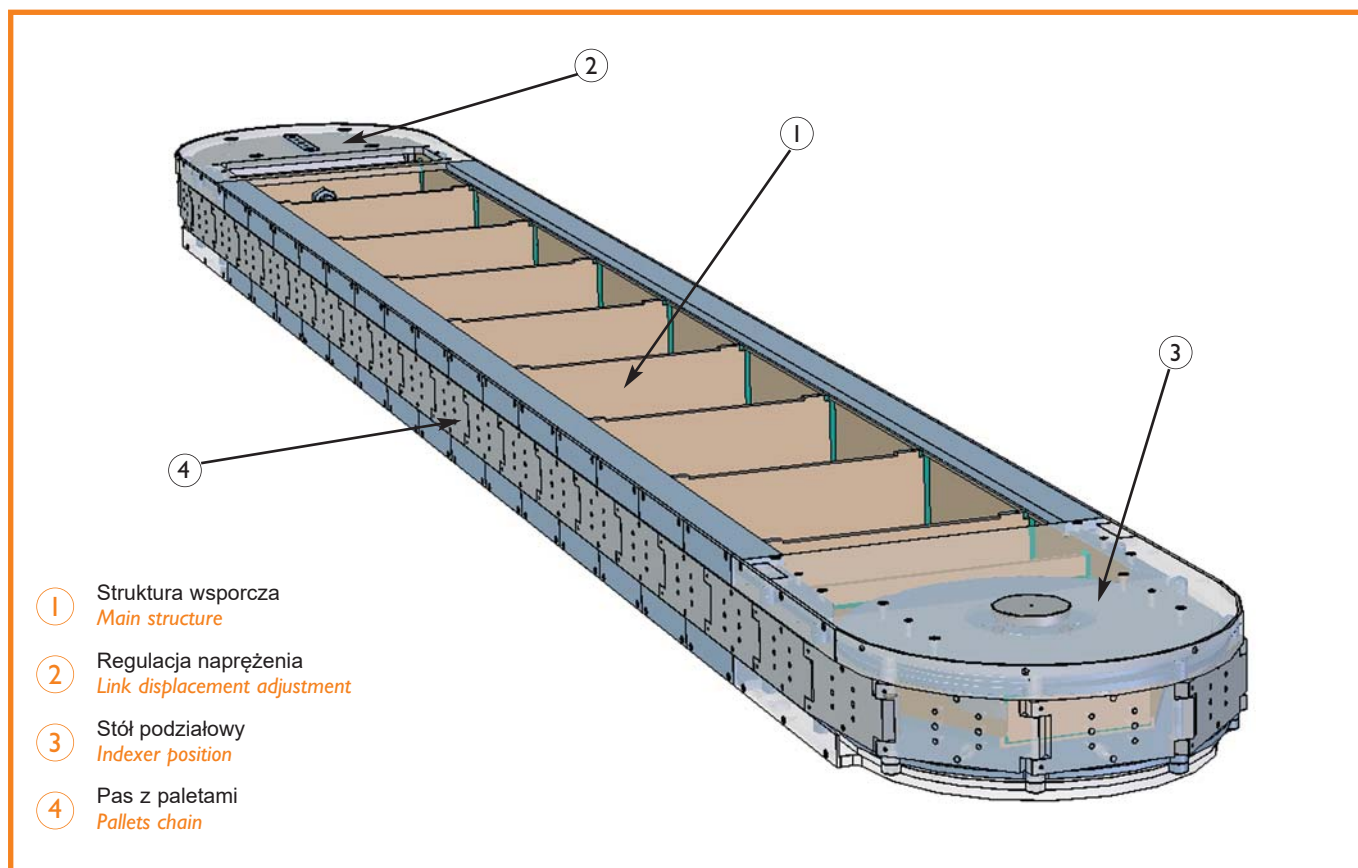 2
1
3
4
1 Struktura wsporcza
Main structure
2 Regulacja naprężenia
Link displacement adjustment
3 Stół podziałowy
Indexer position
4 Pas z paletami
Pallets chain